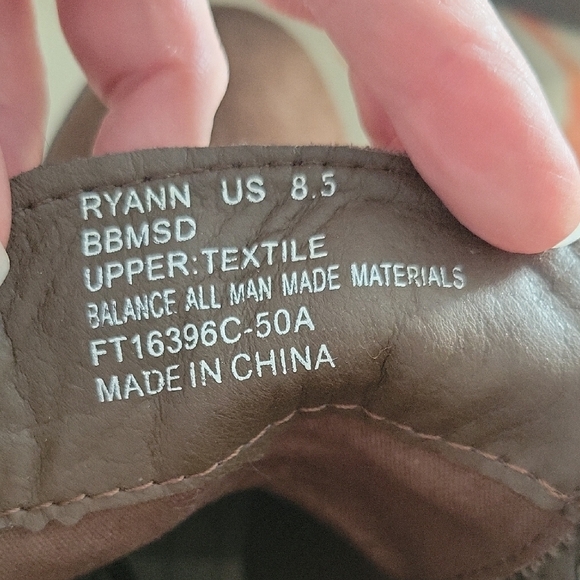 RYANN US 8.5
BBMSD
UPPER:TEXTILE
BALANCE ALL MAN MADE MATERIALS
FT16396C-50A
MADE IN CHINA